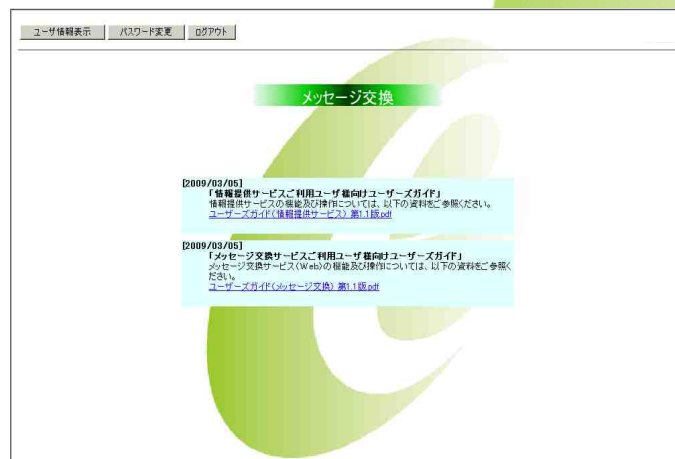 ユーザ情報表示 パスワード変更 ログアウト
メッセージ交換
[2009/03/05]
「情報提供サービスご利用ユーザ様向けユーザーズガイド」
情報提供サービスの機能及び操作については、以下の資料をご参照ください。
ユーザーズガイド(情報提供サービス) 第1.1版.pdf
[2009/03/05]
「メッセージ交換サービスご利用ユーザ様向けユーザーズガイド」
メッセージ交換サービス(Web)の機能及び操作については、以下の資料をご参照く
ださい。
ユーザーズガイド(メッセージ交換) 第1.1版.pdf